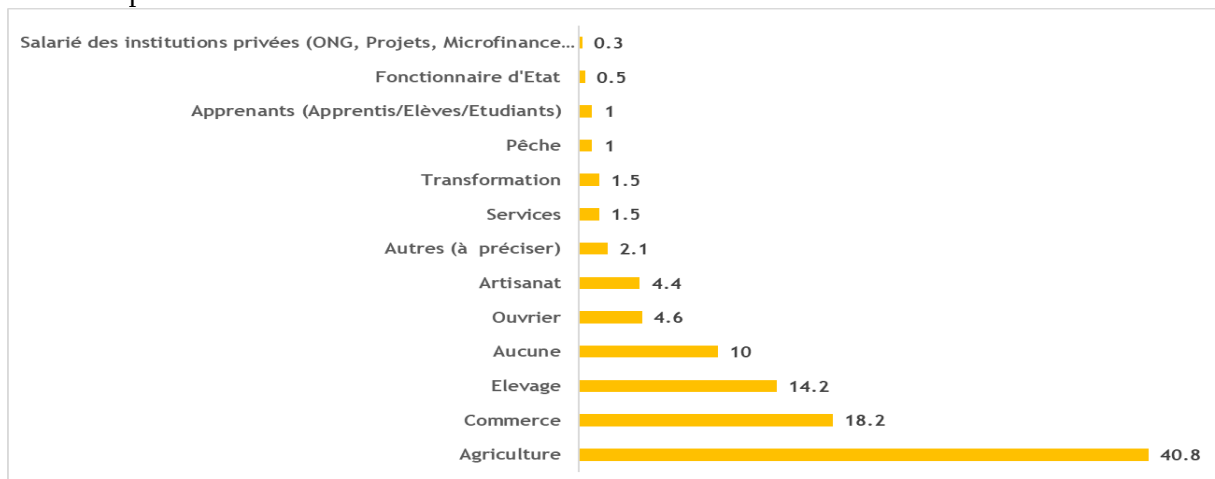 Salarié des institutions privées (ONG, Projets, Microfinance... 0.3
Fonctionnaire d'Etat 0.5
Apprenants (Apprentis/Elèves/Etudiants) 1
Pêche 1
Transformation 1.5
Services 1.5
Autres (à préciser) 2.1
Artisanat 4.4
Ouvrier 4.6
Aucune 10
Elevage 14.2
Commerce 18.2
Agriculture 40.8